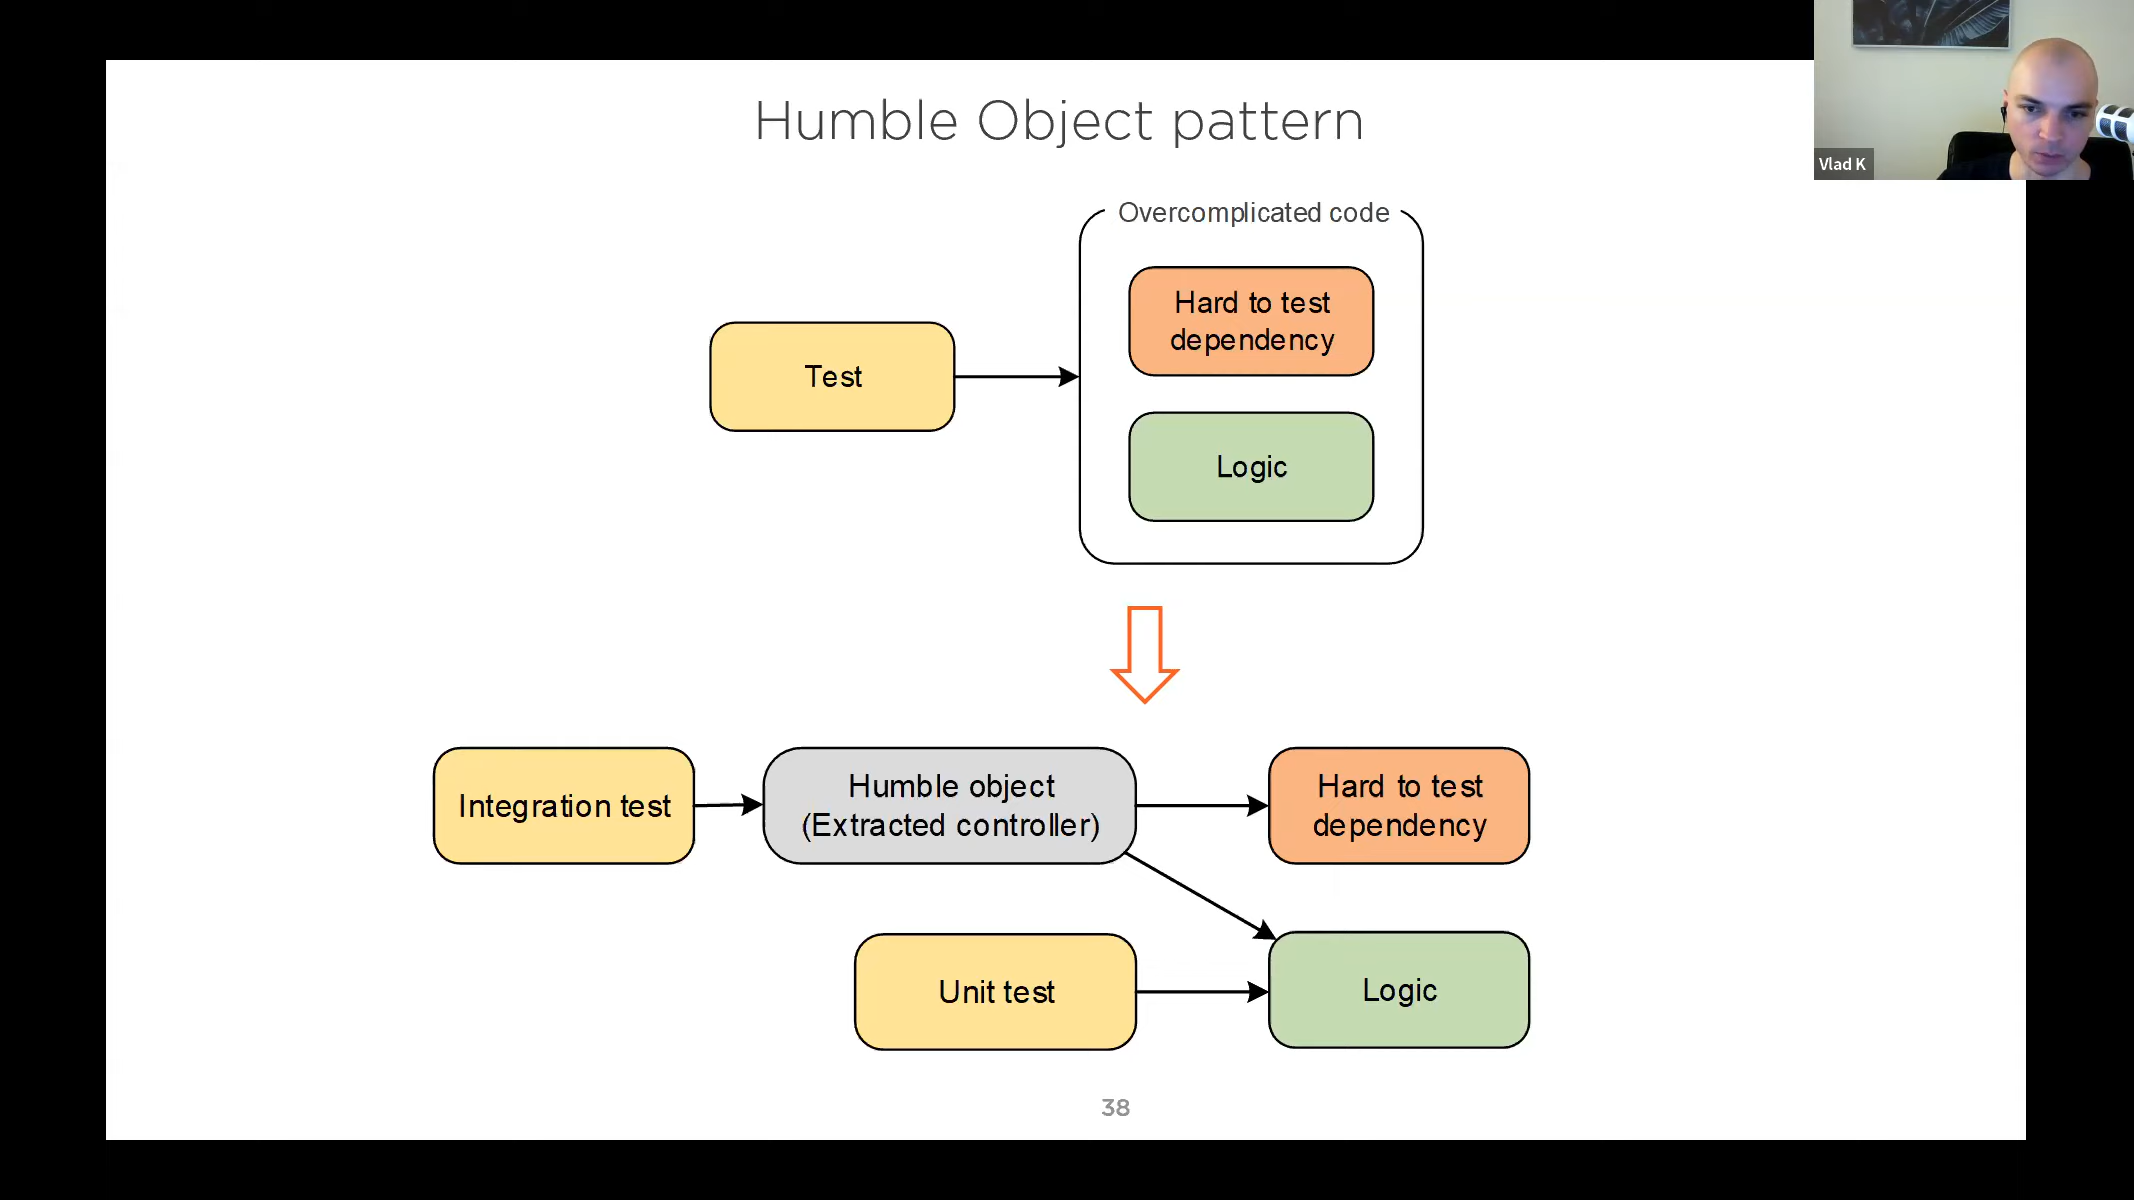 Humble Object pattern
Vlad K
Overcomplicated code
Hard to test
dependency
Test
Logic
Integration test
Humble object
(Extracted controller)
Hard to test
dependency
Unit test
Logic
38